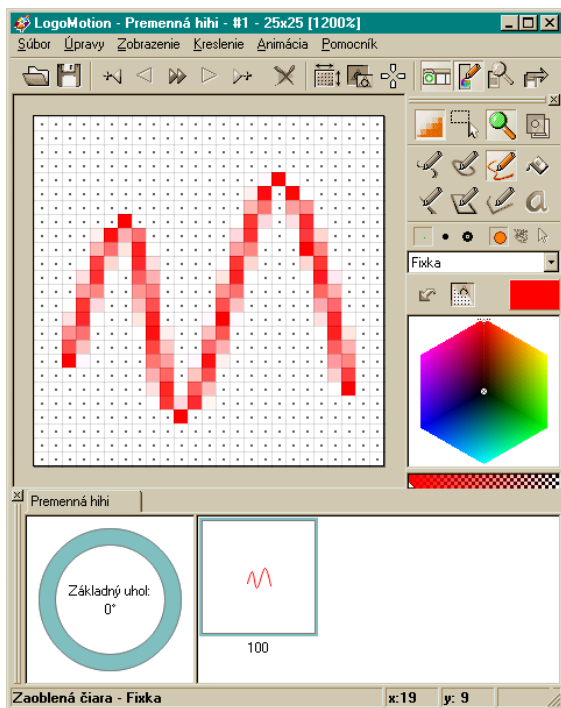 LogoMotion - Premenná hihi - #1 - 25x25 [1200%]
Súbor Úpravy Zobrazenie Kreslenie Animácia Pomocník
a
Fixka
Premenná hihi
Základný uhol:
0°
100
Zaoblená čiara - Fixka x:19 y: 9